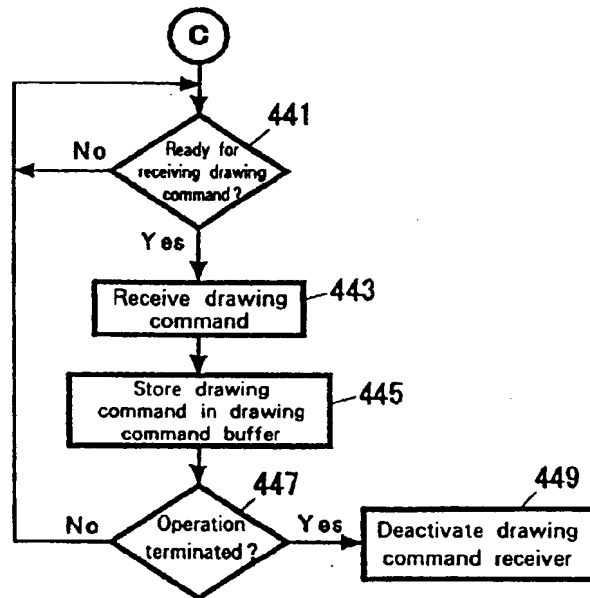 C
441
No
Ready for
receiving drawing
command?
Yes
443
Receive drawing
command
445
Store drawing
command in drawing
command buffer
447
No
Operation
terminated?
Yes
449
Deactivate drawing
command receiver